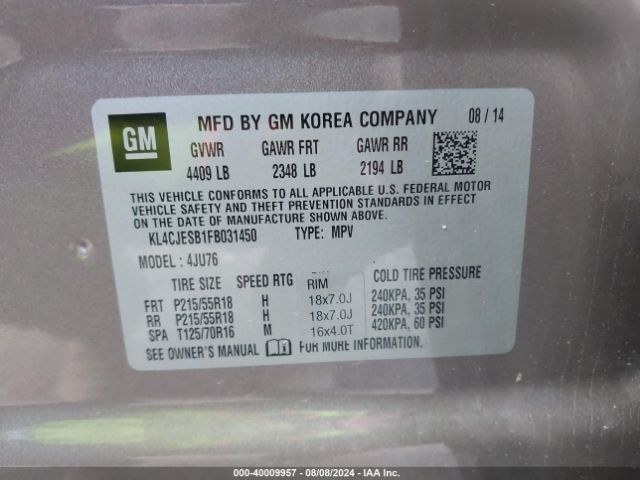 GM
MFD BY GM KOREA COMPANY 08 / 14
GVWR GAWR FRT GAWR RR
4409 LB 2348 LB 2194 LB
THIS VEHICLE CONFORMS TO ALL APPLICABLE U.S. FEDERAL MOTOR
VEHICLE SAFETY AND THEFT PREVENTION STANDARDS IN EFFECT
ON THE DATE OF MANUFACTURE SHOWN ABOVE.
KL4CJESB1FB031450 TYPE: MPV
MODEL : 4JU76
TIRE SIZE SPEED RTG RIM COLD TIRE PRESSURE
FRT P215/55R18 H 18x7.0J 240KPA, 35 PSI
RR P215/55R18 H 18x7.0J 240KPA, 35 PSI
SPA T125/70R16 M 16x4.0T 420KPA, 60 PSI
SEE OWNER'S MANUAL FOR MORE INFORMATION.
000-40009957 - 08/08/2024 - IAA Inc.